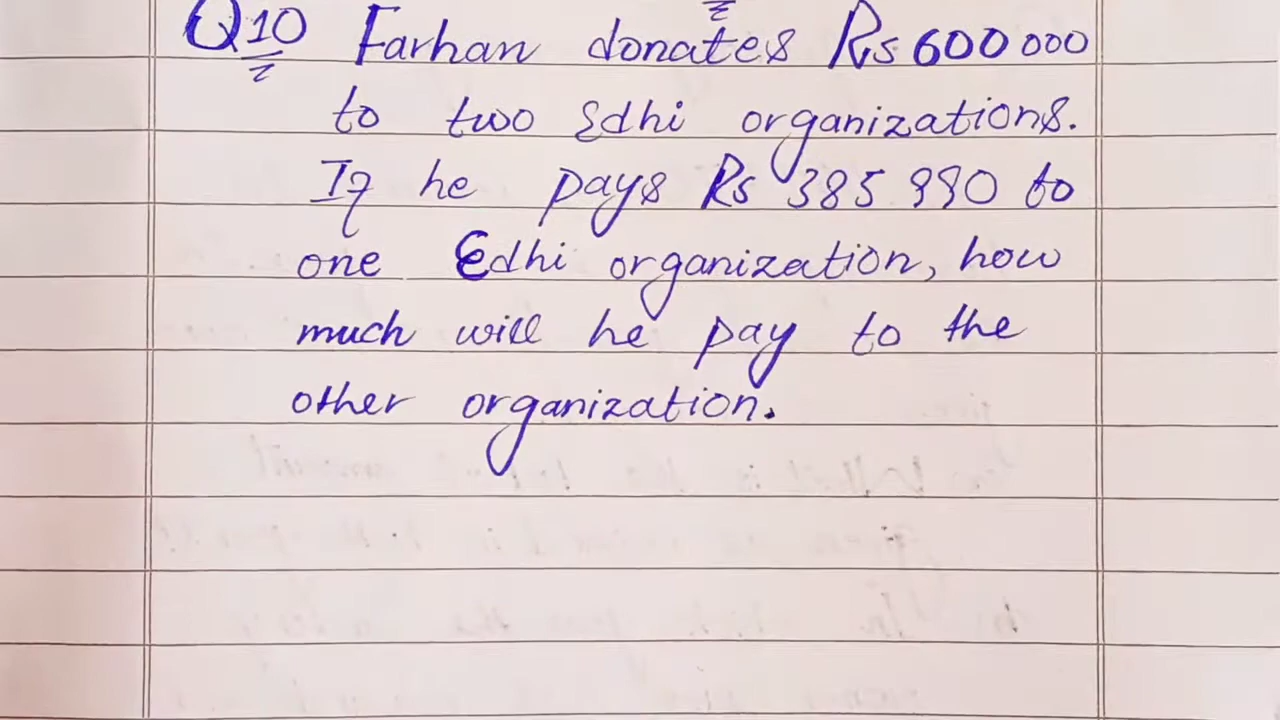 Q10 Farhan donates Rs 600 000
to two Edhi organizations.
If he pays Rs 385 990 to
one Edhi organization, how
much will he pay to the
other organization.